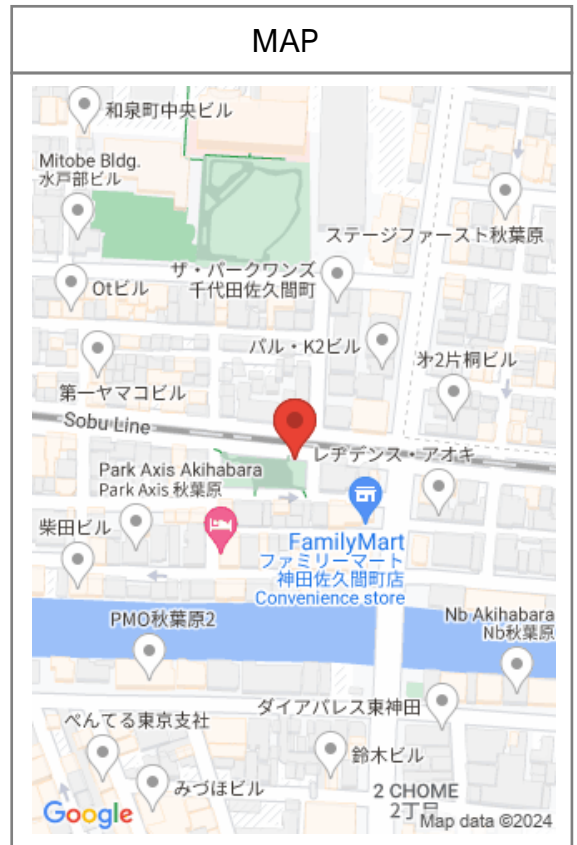 MAP
和泉町中央ビル
Mitobe Bldg.
水戸部ビル
ステージファースト秋葉原
ザ・パークワンズ
千代田佐久間町
Otビル
パル・K2ビル
第2片桐ビル
第一ヤマコビル
Sobu Line
レヂデンス・アオキ
Park Axis Akihabara
Park Axis 秋葉原
柴田ビル
FamilyMart
ファミリーマート
神田佐久間町店
Convenience store
Nb Akihabara
Nb秋葉原
PMO秋葉原2
ダイアパレス東神田
ぺんてる東京支社
鈴木ビル
みづほビル
2 CHOME
2丁目
Google
Map data ©2024